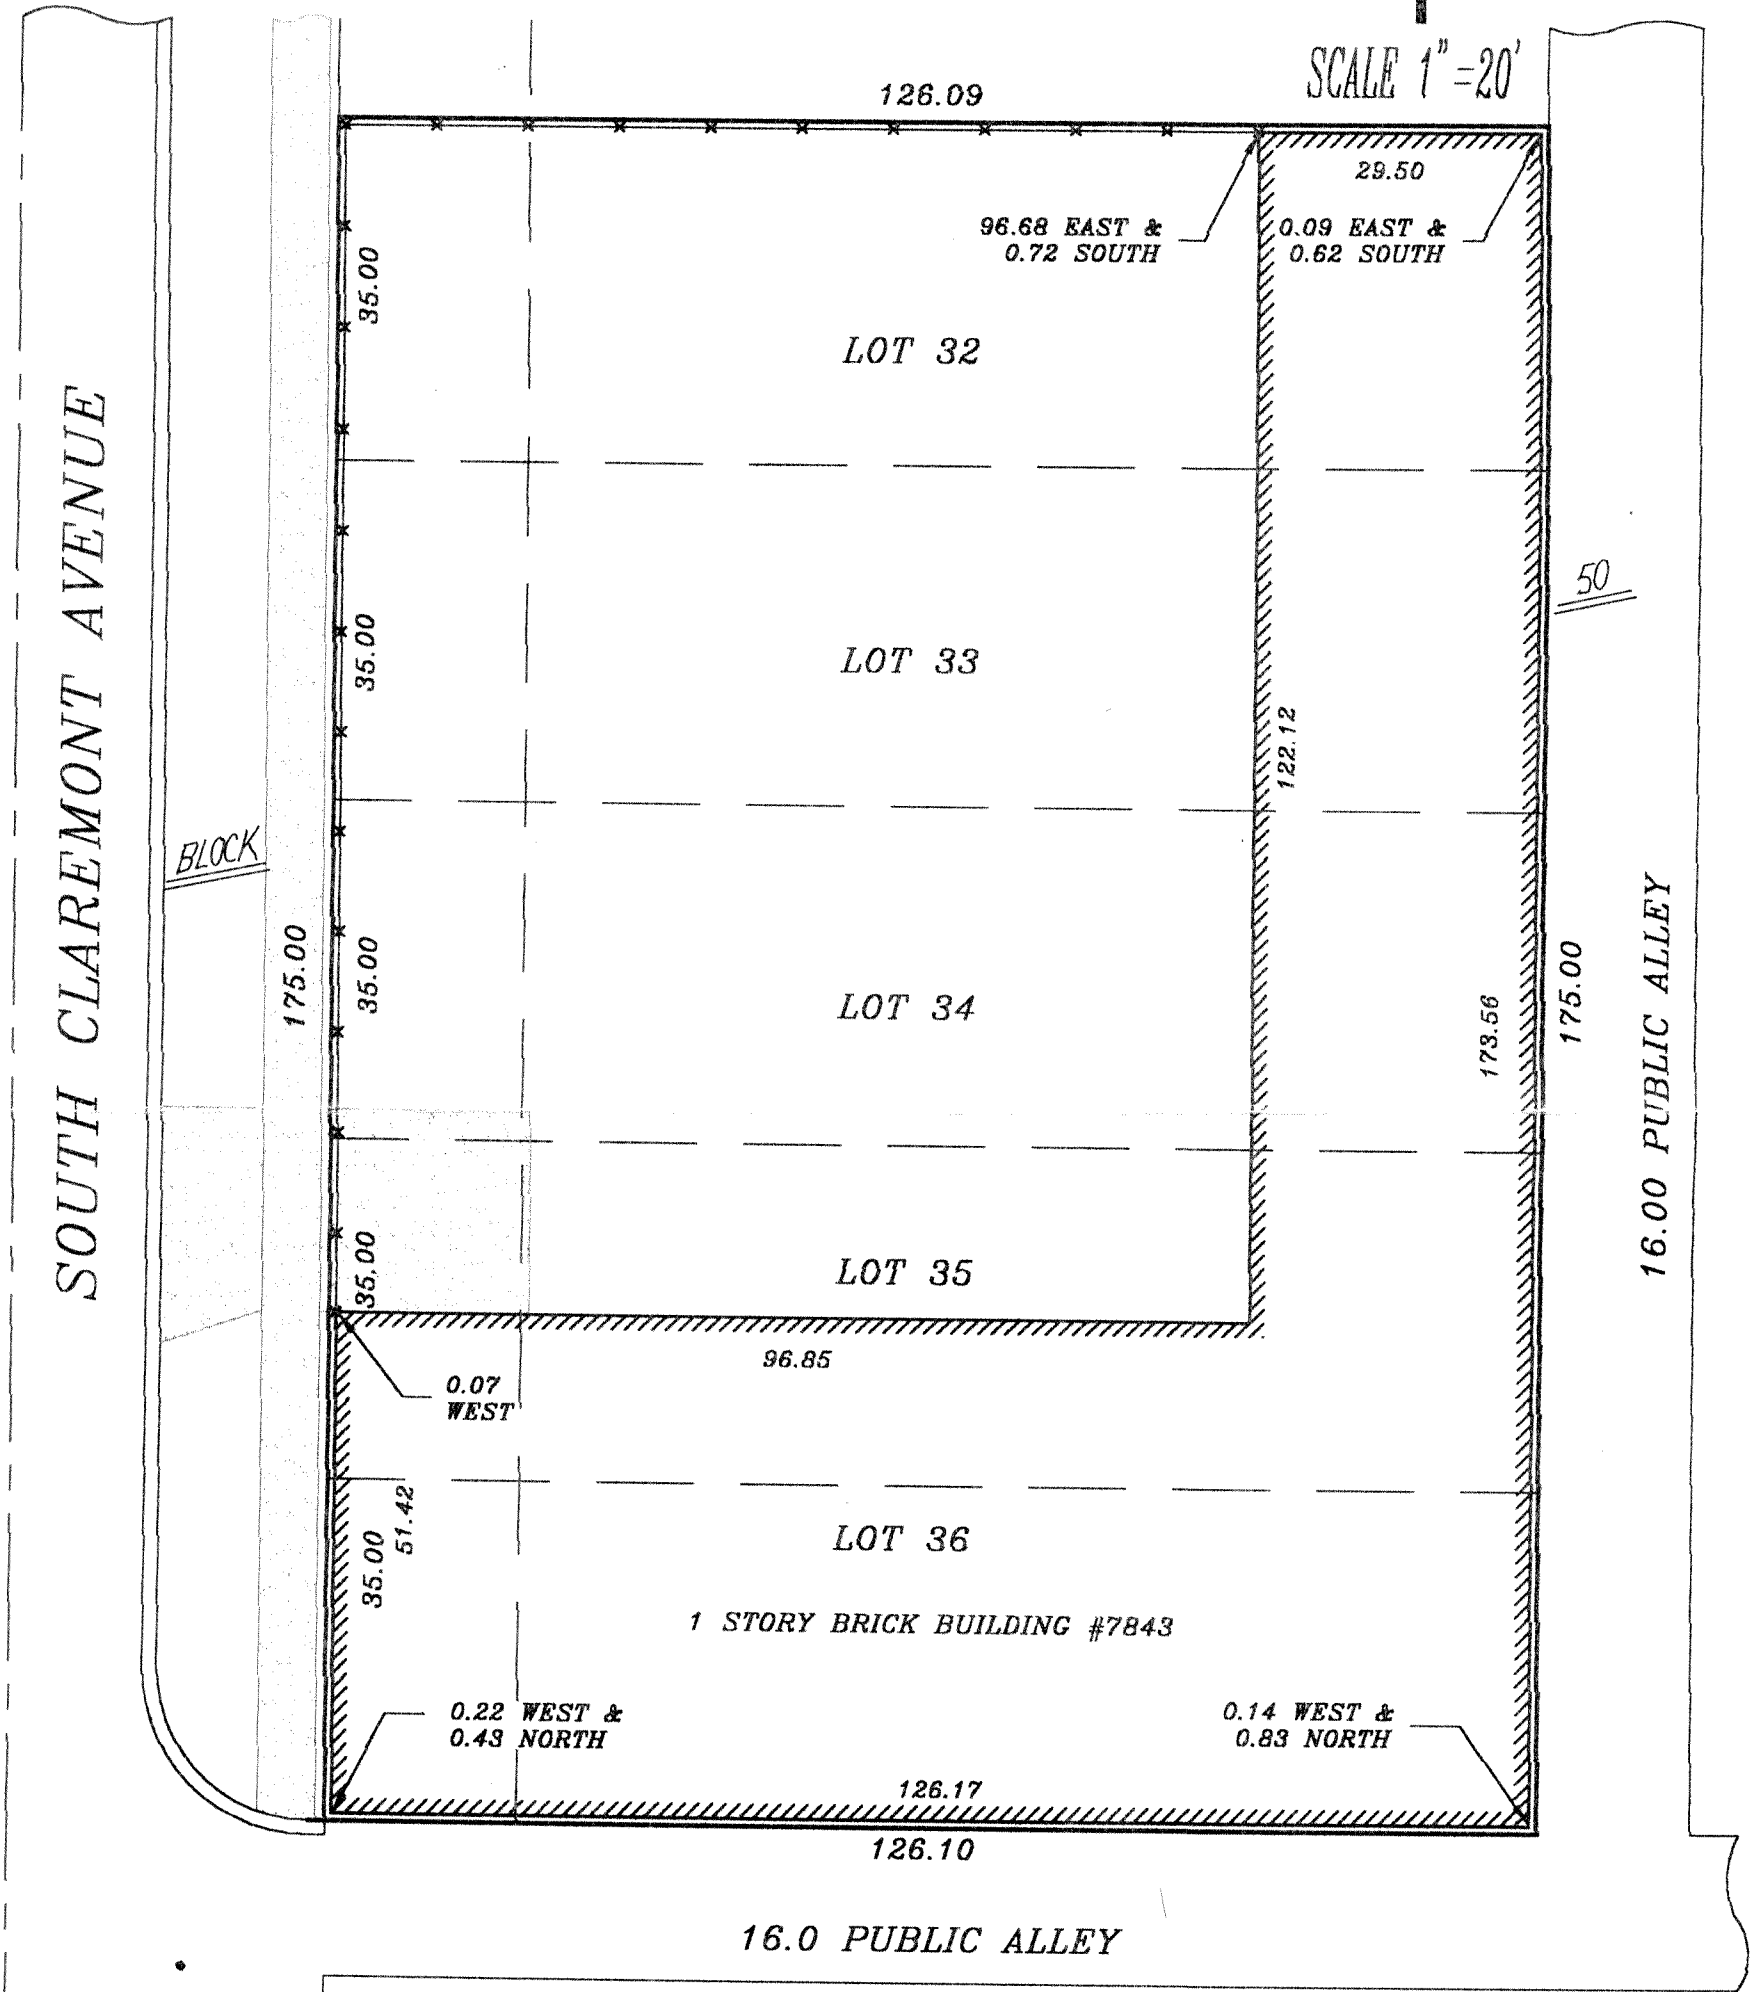 SCALE 1"=20'
126.09
29.50
96.68 EAST &
0.72 SOUTH
0.09 EAST &
0.62 SOUTH
35.00
LOT 32
SOUTH CLAREMONT AVENUE
50
35.00
LOT 33
122.12
BLOCK
175.00
35.00
LOT 34
173.56
175.00
16.00 PUBLIC ALLEY
35.00
LOT 35
96.85
0.07
WEST
35.00
51.42
LOT 36
1 STORY BRICK BUILDING #7843
0.22 WEST &
0.43 NORTH
0.14 WEST &
0.83 NORTH
126.17
126.10
16.0 PUBLIC ALLEY